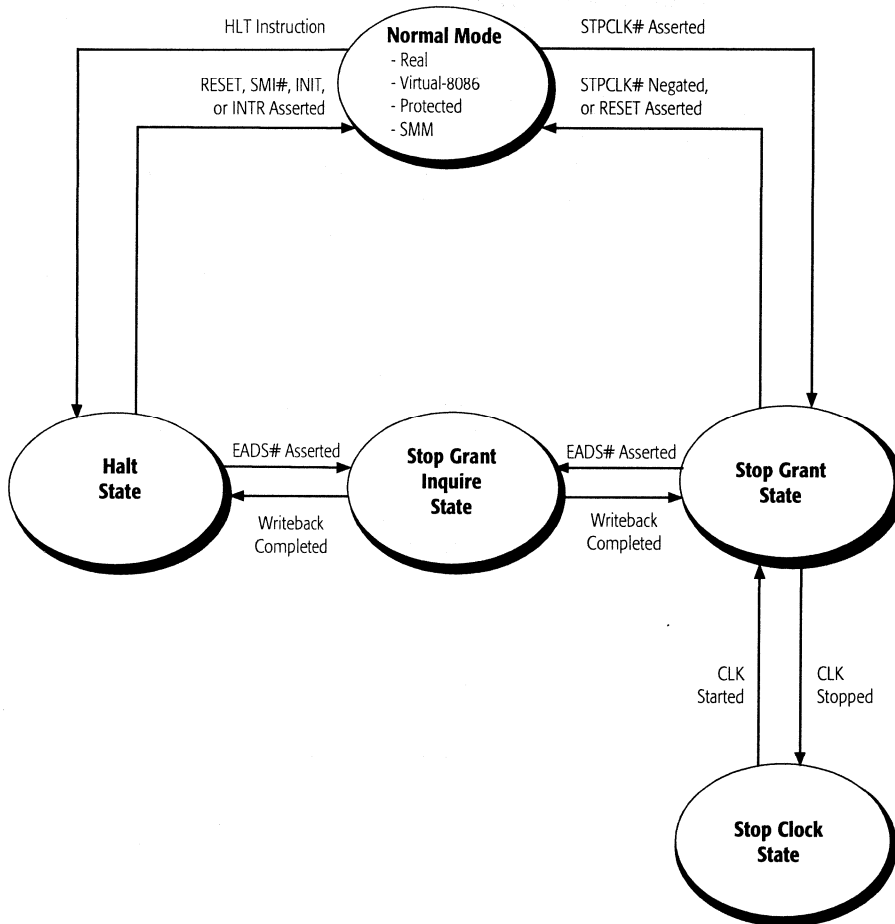 HLT Instruction
Normal Mode
- Real
- Virtual-8086
- Protected
- SMM
STPCLK# Asserted
RESET, SMI#, INIT,
or INTR Asserted
STPCLK# Negated,
or RESET Asserted
Halt
State
EADS# Asserted
Writeback
Completed
Stop Grant
Inquire
State
EADS# Asserted
Writeback
Completed
Stop Grant
State
CLK
Started
CLK
Stopped
Stop Clock
State